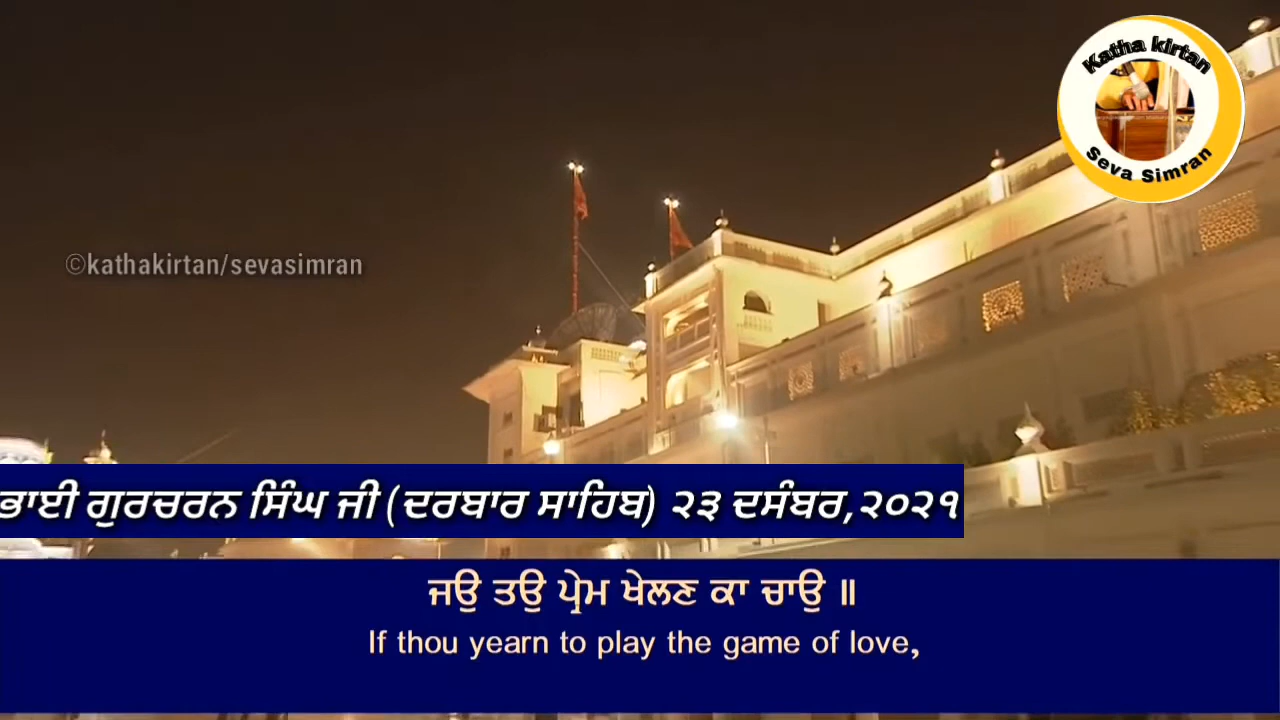 Katha kirtan
Seva Simran
©kathakirtan/sevasimran
ਭਾਈ ਗੁਰਚਰਨ ਸਿੰਘ ਜੀ (ਦਰਬਾਰ ਸਾਹਿਬ) ੨੩ ਦਸੰਬਰ,੨੦੨੧
ਜਉ ਤਉ ਪ੍ਰੇਮ ਖੇਲਣ ਕਾ ਚਾਉ ॥
If thou yearn to play the game of love,